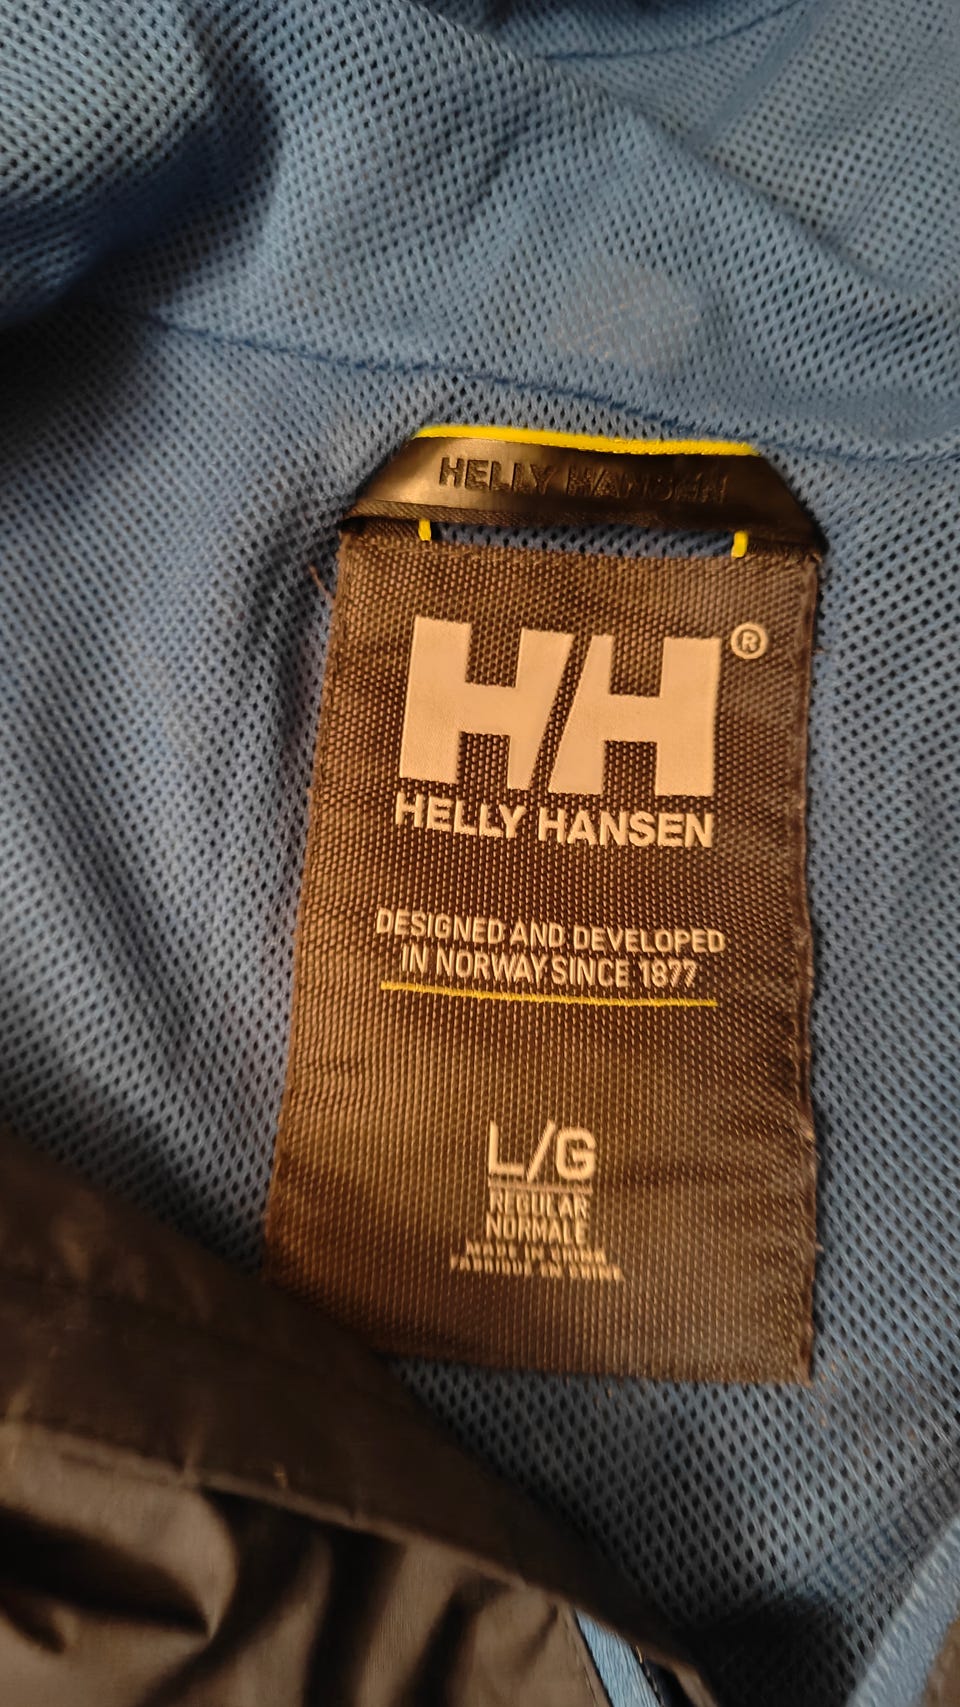 HELLY HANSEN
HH®
HELLY HANSEN
DESIGNED AND DEVELOPED
IN NORWAY SINCE 1877
L/G
REGULAR
NORMALE
MADE IN CHINA
FABRIQUÉ EN CHINE